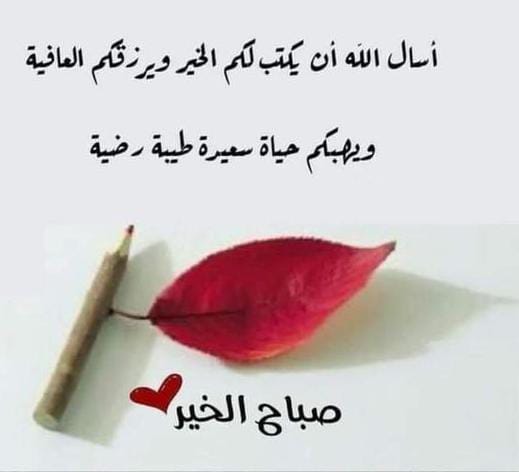 أسال الله أن يكتب لكم الخير ويرزقكم العافية
ويهبكم حياة سعيدة طيبة رضية
صباح الخير